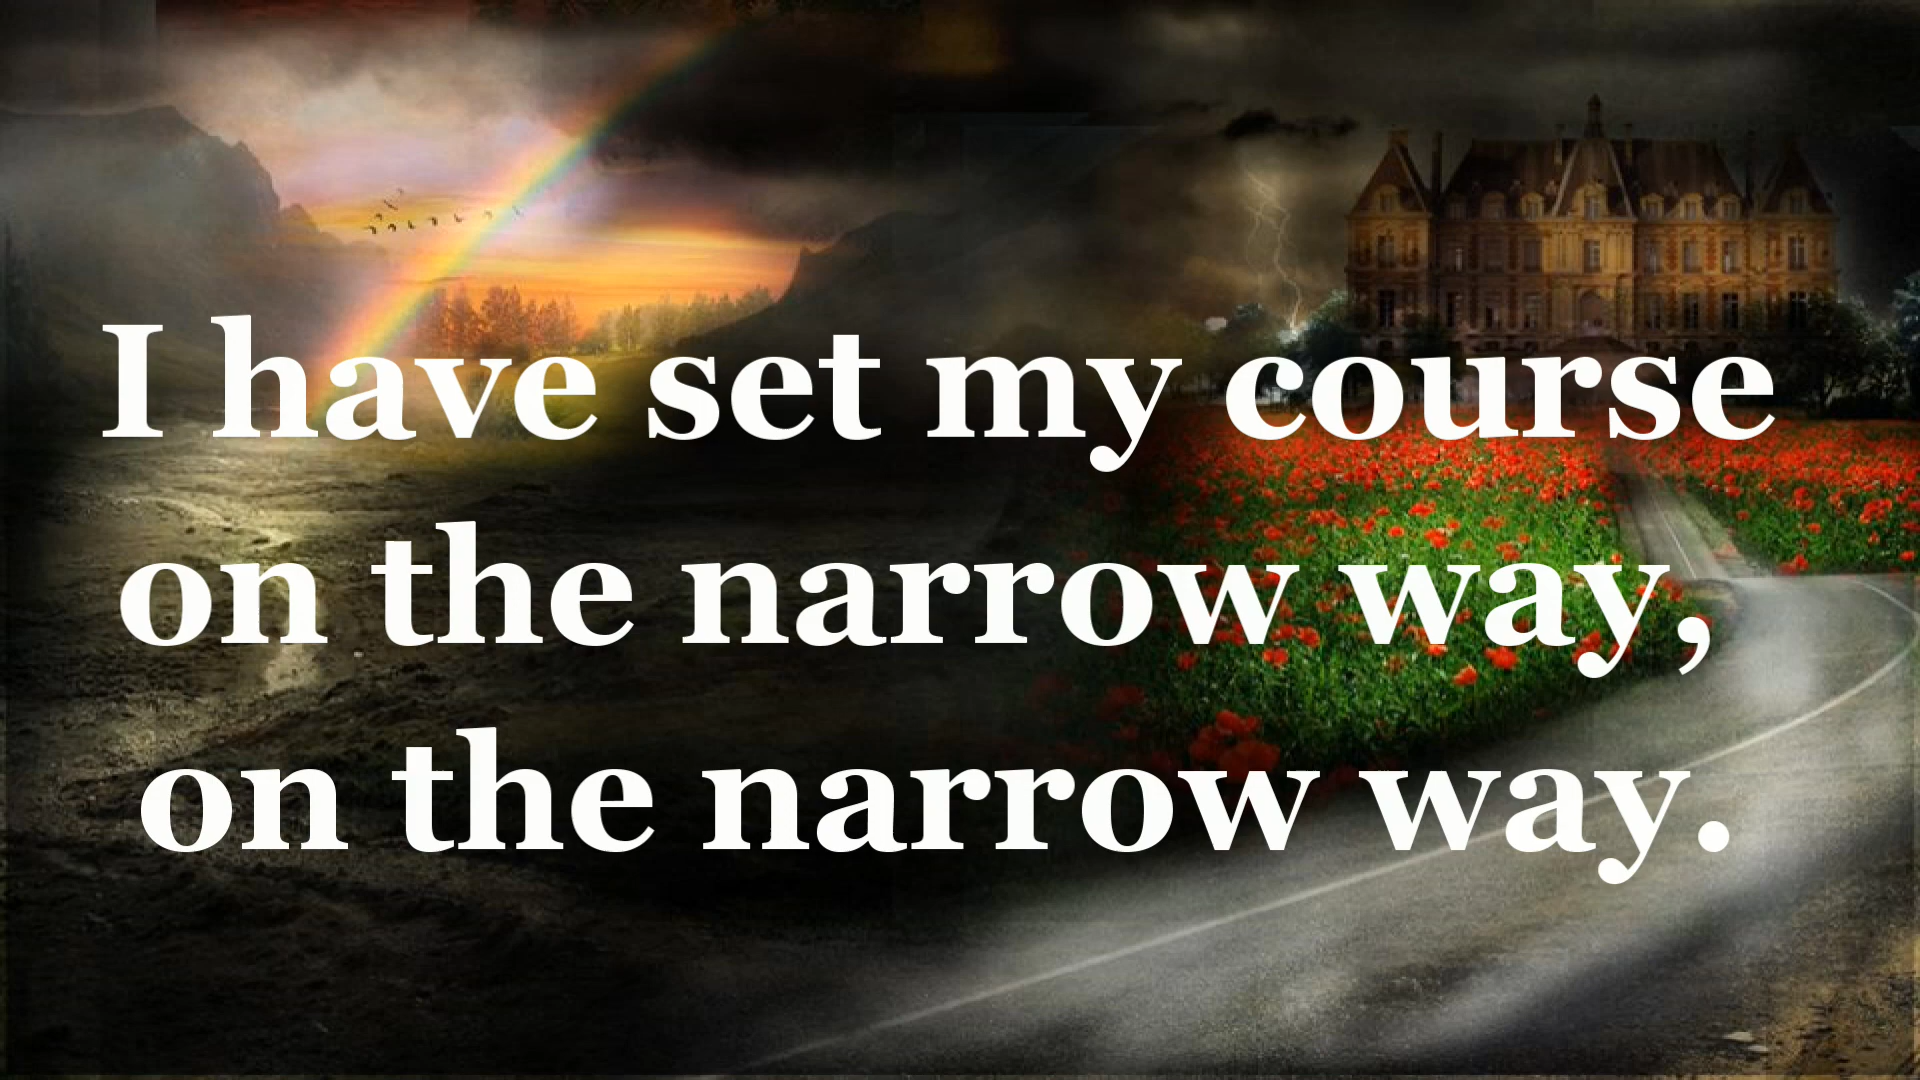 I have set my course
on the narrow way,
on the narrow way.